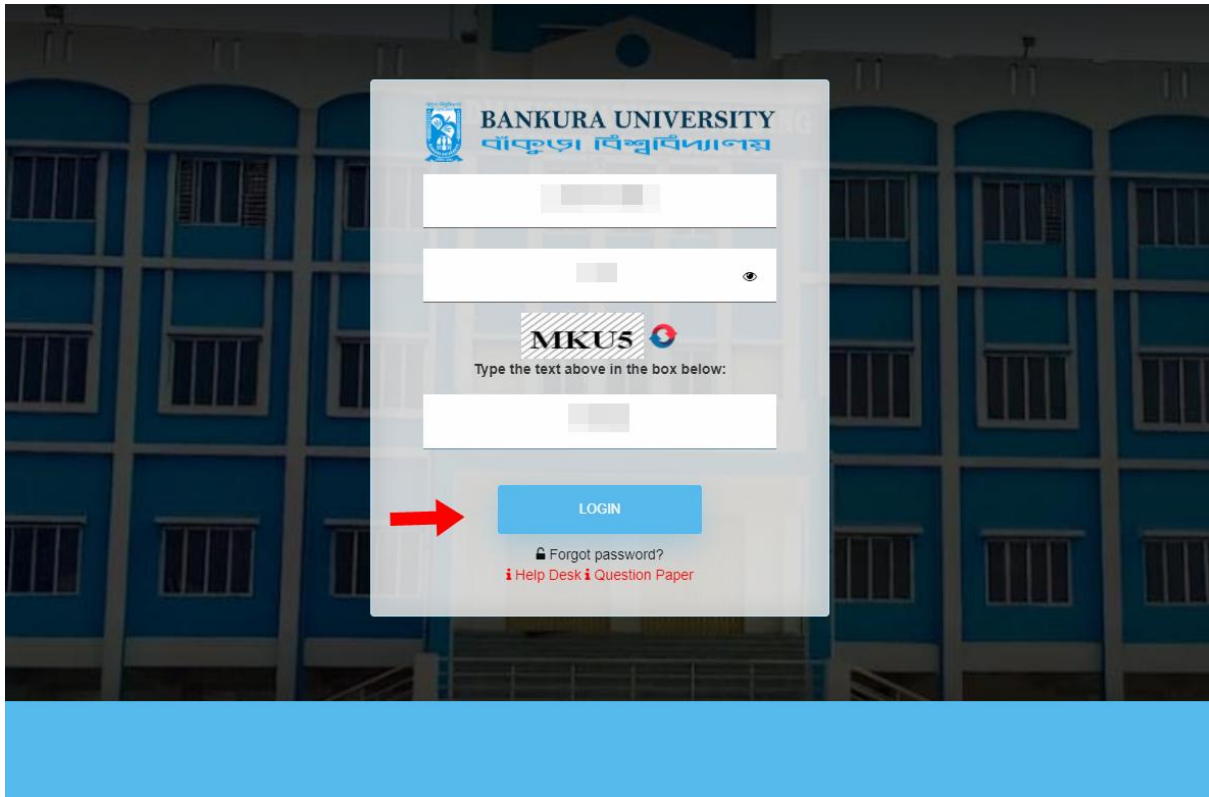 BANKURA UNIVERSITY
বাঁকুড়া বিশ্ববিদ্যালয়
MKU5
Type the text above in the box below:
LOGIN
Forgot password?
Help Desk Question Paper